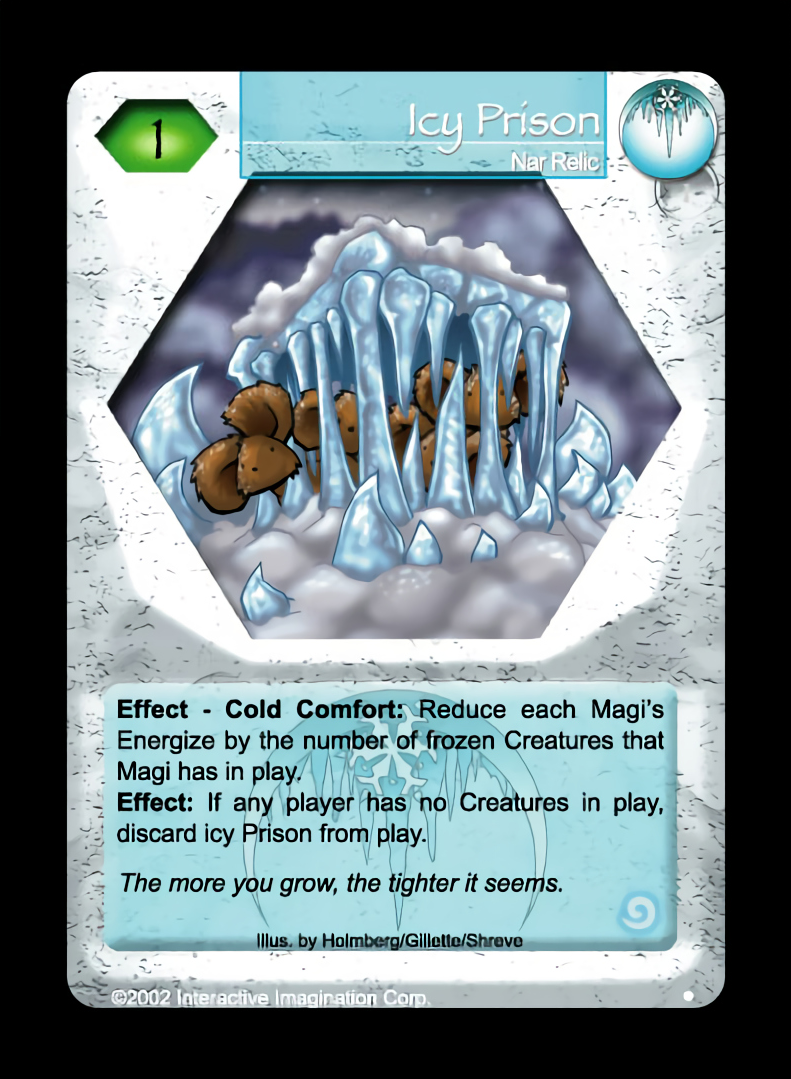 1
Icy Prison
Nar Relic
Effect - Cold Comfort: Reduce each Magi's
Energize by the number of frozen Creatures that
Magi has in play.
Effect: If any player has no Creatures in play,
discard icy Prison from play.
The more you grow, the tighter it seems.
Illus. by Holmberg/Gillette/Shreve
©2002 Interactive Imagination Corp.